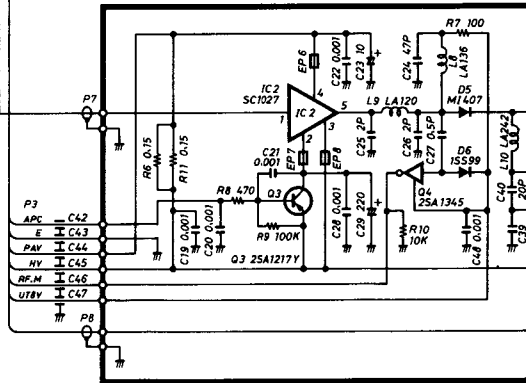 R7 100
EP 6
C22 0.001
C23 10
+
C24 47P
L8
LA136
D5
MI 407
IC2
SC1027
P7
1
IC 2
4
5
2
3
L9 LA120
EP7
EP 8
C25 2P
C26 2P
C27 0.5P
LA242
L10
D6
1SS99
R6 0.15
R11 0.15
C21
0.001
C40
20P
P3
APC
C42
E
C43
PAV
C44
HV
C45
RF.M
C46
UT8V
C47
R8 470
Q3
Q4
2SA1345
C19 0.001
C20 0.001
R9 100K
C28 0.001
C29 220
+
R10
10K
C48 0.001
C39
Q3 2SA1217Y
P8